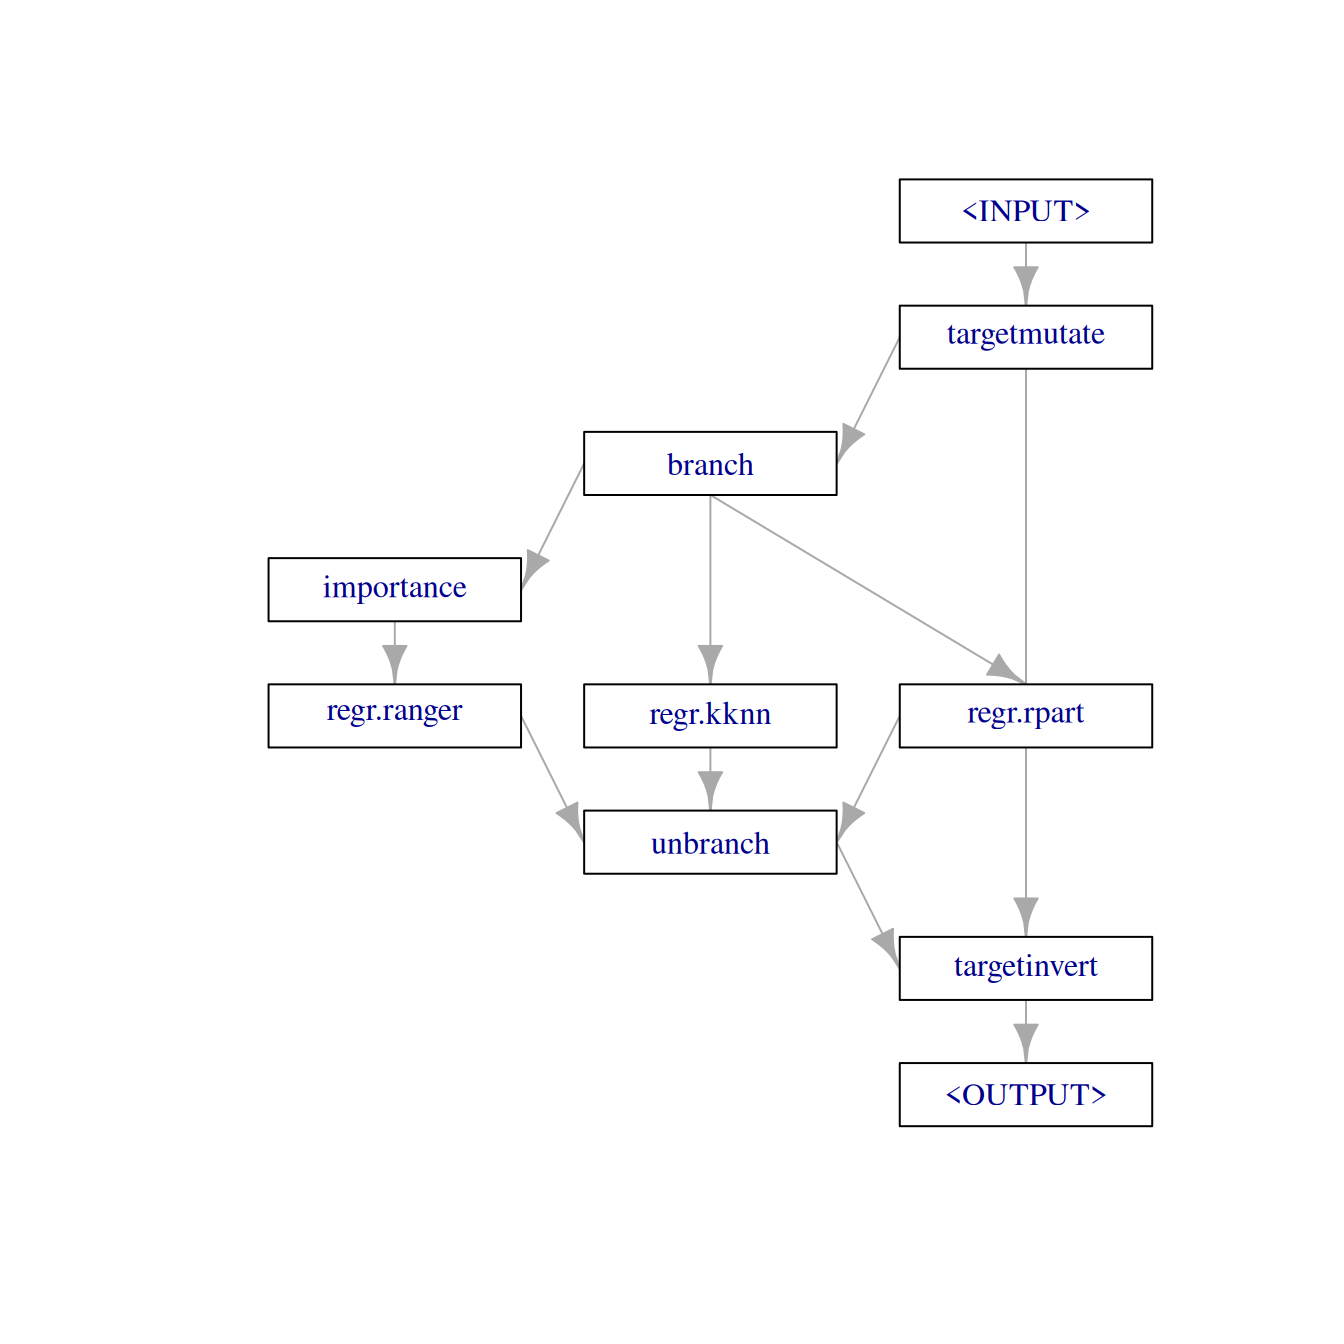 <INPUT>
targetmutate
branch
importance
regr.ranger
regr.kknn
regr.rpart
unbranch
targetinvert
<OUTPUT>